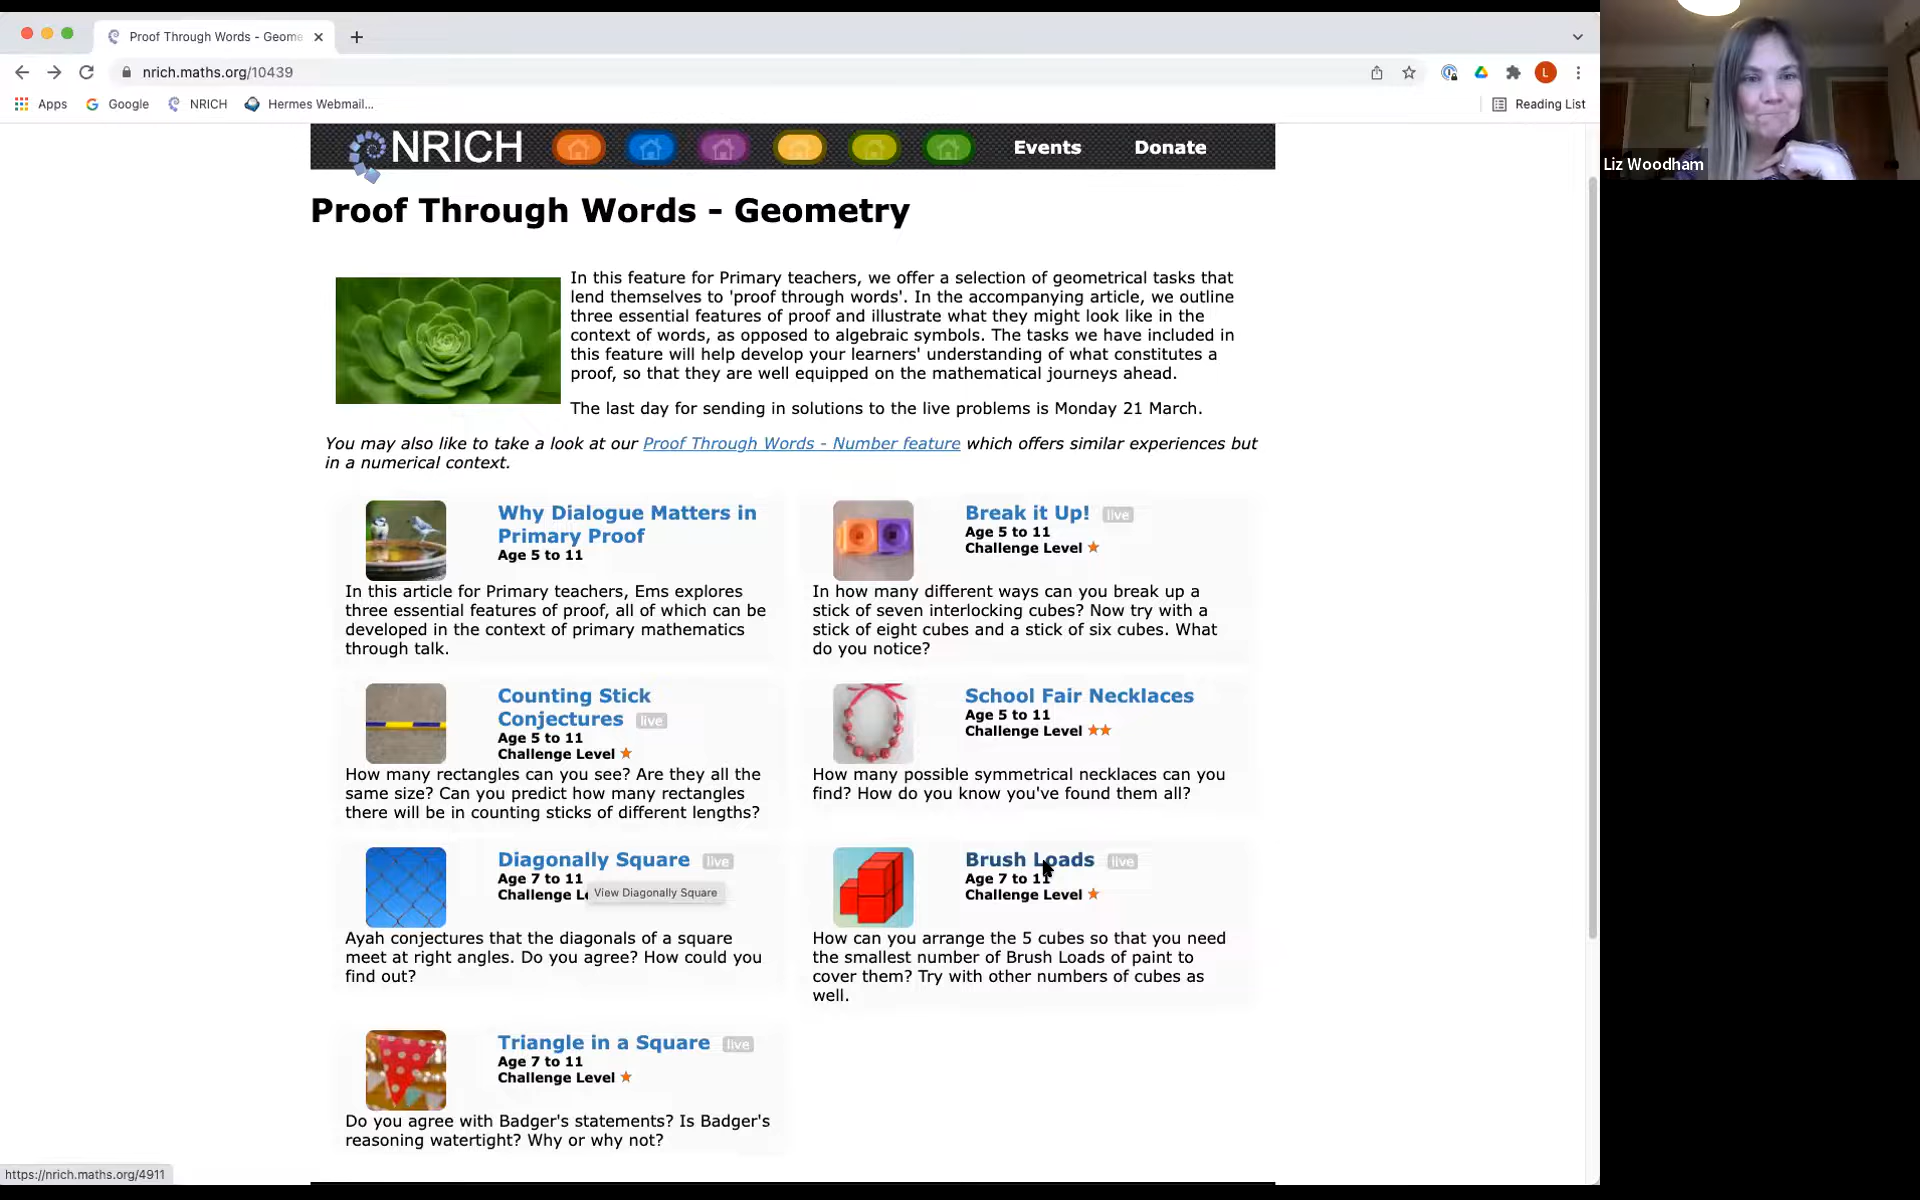 Proof Through Words - Geome
nrich.maths.org/10439
L
Apps
Google
NRICH
Hermes Webmail...
Reading List
Liz Woodham
NRICH
Events
Donate
Proof Through Words - Geometry
In this feature for Primary teachers, we offer a selection of geometrical tasks that
lend themselves to 'proof through words'. In the accompanying article, we outline
three essential features of proof and illustrate what they might look like in the
context of words, as opposed to algebraic symbols. The tasks we have included in
this feature will help develop your learners' understanding of what constitutes a
proof, so that they are well equipped on the mathematical journeys ahead.
The last day for sending in solutions to the live problems is Monday 21 March.
You may also like to take a look at our Proof Through Words - Number feature which offers similar experiences but
in a numerical context.
Why Dialogue Matters in
Primary Proof
Age 5 to 11
In this article for Primary teachers, Ems explores
three essential features of proof, all of which can be
developed in the context of primary mathematics
through talk.
Break it Up! live
Age 5 to 11
Challenge Level
In how many different ways can you break up a
stick of seven interlocking cubes? Now try with a
stick of eight cubes and a stick of six cubes. What
do you notice?
Counting Stick
Conjectures live
Age 5 to 11
Challenge Level
How many rectangles can you see? Are they all the
same size? Can you predict how many rectangles
there will be in counting sticks of different lengths?
School Fair Necklaces
Age 5 to 11
Challenge Level
How many possible symmetrical necklaces can you
find? How do you know you've found them all?
Diagonally Square live
Age 7 to 11
Challenge Le
View Diagonally Square
Ayah conjectures that the diagonals of a square
meet at right angles. Do you agree? How could you
find out?
Brush Loads live
Age 7 to 11
Challenge Level
How can you arrange the 5 cubes so that you need
the smallest number of Brush Loads of paint to
cover them? Try with other numbers of cubes as
well.
Triangle in a Square live
Age 7 to 11
Challenge Level
Do you agree with Badger's statements? Is Badger's
reasoning watertight? Why or why not?
https://nrich.maths.org/4911